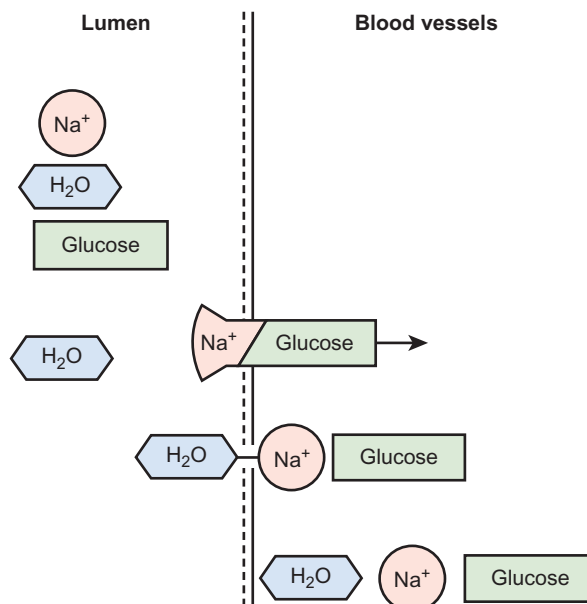 Lumen Blood vessels
Na⁺
H₂O
Glucose
H₂O Na⁺ Glucose
H₂O Na⁺ Glucose
H₂O Na⁺ Glucose